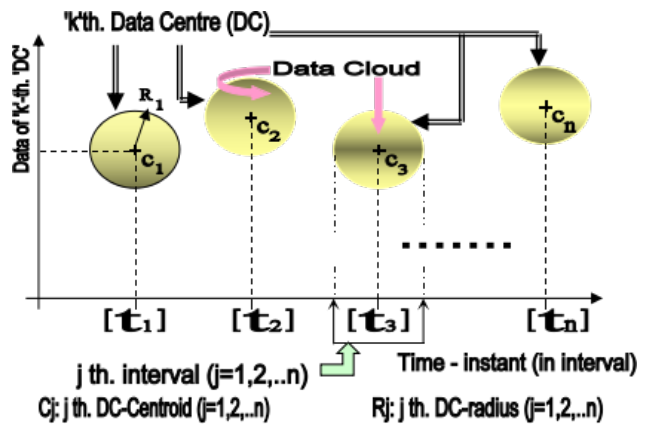 'k'th. Data Centre (DC)
Data Cloud
Data of 'k'-th. 'DC'
R1
c1
c2
c3
cn
[t1] [t2] [t3] [tn]
j th. interval (j=1,2,..n)
Time - instant (in interval)
Cj: j th. DC-Centroid (j=1,2,..n)
Rj: j th. DC-radius (j=1,2,..n)